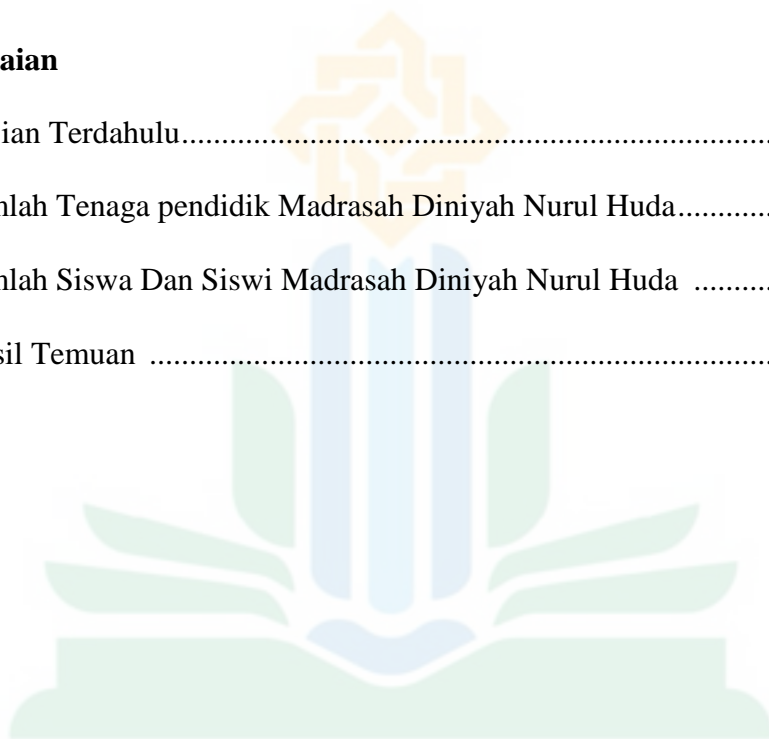 aian
ian Terdahulu....................................................................................
nlah Tenaga pendidik Madrasah Diniyah Nurul Huda............
nlah Siswa Dan Siswi Madrasah Diniyah Nurul Huda ..........
sil Temuan ..............................................................................